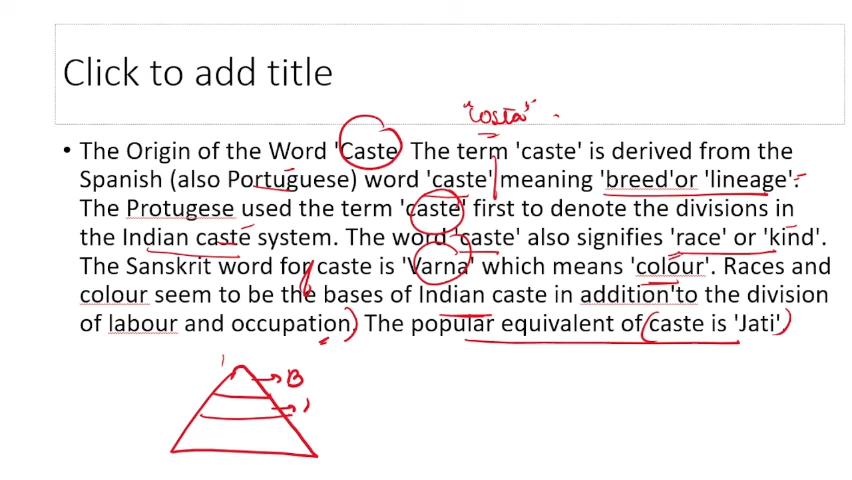 Click to add title
"costa"
• The Origin of the Word 'Caste The term 'caste' is derived from the
Spanish (also Portuguese) word 'caste' meaning 'breed'or 'lineage'.
The Protugese used the term 'caste' first to denote the divisions in
the Indian caste system. The word 'caste' also signifies 'race' or 'kind'.
The Sanskrit word for caste is 'Varna' which means 'colour'. Races and
colour seem to be the bases of Indian caste in addition'to the division
of labour and occupation. The popular equivalent of caste is 'Jati'
B